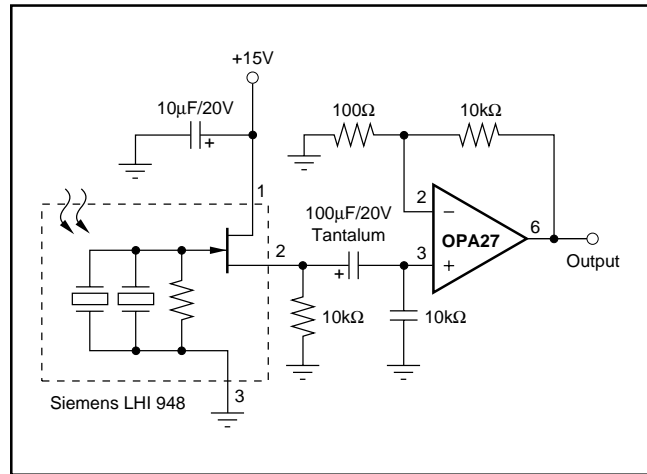 +15V
10µF/20V
+
100Ω
10kΩ
1
2
100µF/20V
Tantalum
+
2
–
3
+
OPA27
6
Output
10kΩ
10kΩ
3
Siemens LHI 948